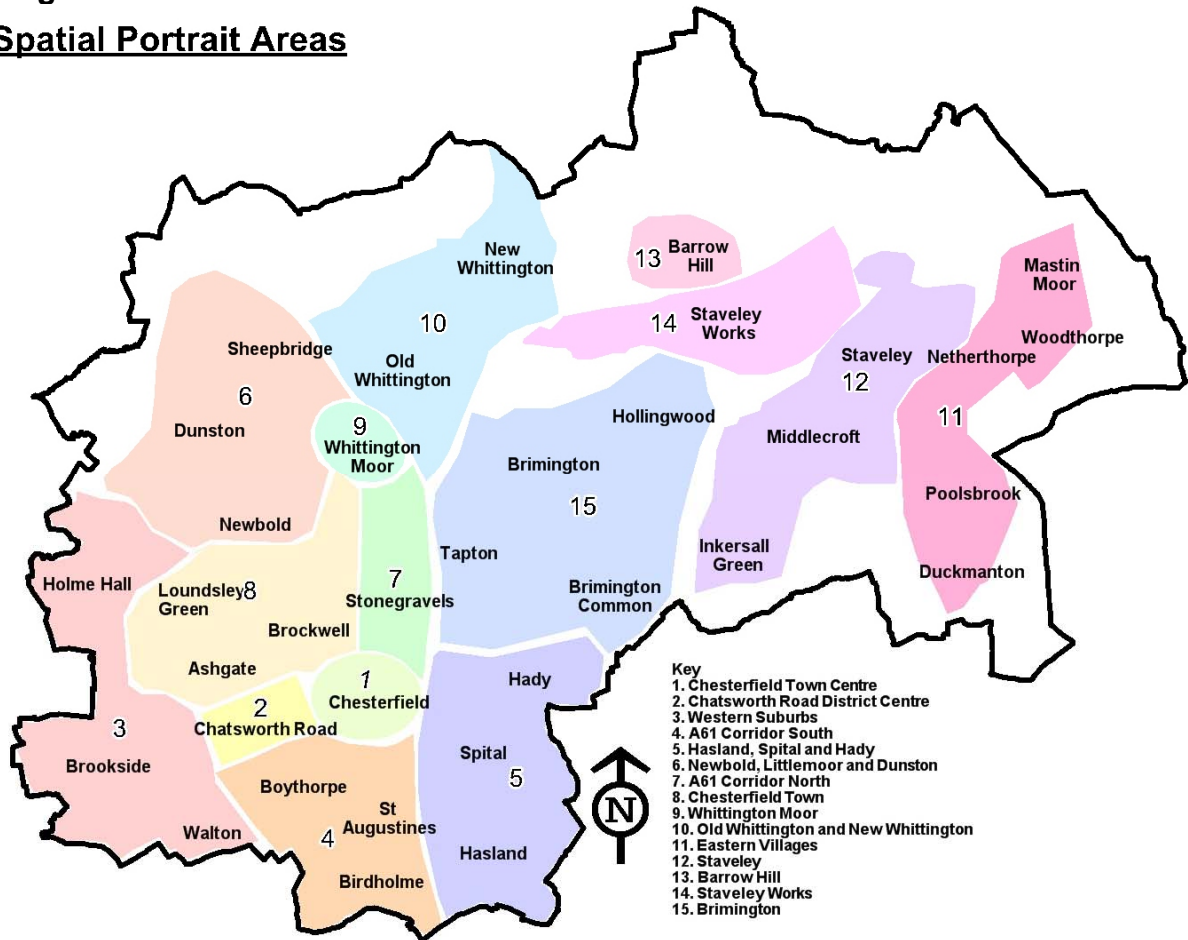 Spatial Portrait Areas
New
Whittington
13
Barrow
Hill
Mastin
Moor
10
14
Staveley
Works
Sheepbridge
Old
Whittington
Staveley
Netherthorpe
Woodthorpe
12
6
9
Whittington
Moor
Dunston
Hollingwood
11
Middlecroft
Brimington
15
Poolsbrook
Newbold
Tapton
Inkersall
Green
Holme Hall
Loundsley
Green
8
7
Stonegravels
Brimington
Common
Duckmanton
Brockwell
Ashgate
1
Chesterfield
Hady
2
Chatsworth Road
3
Brookside
Spital
5
Boythorpe
St
Augustines
4
Walton
Hasland
Birdholme
N
Key
1. Chesterfield Town Centre
2. Chatsworth Road District Centre
3. Western Suburbs
4. A61 Corridor South
5. Hasland, Spital and Hady
6. Newbold, Littlemoor and Dunston
7. A61 Corridor North
8. Chesterfield Town
9. Whittington Moor
10. Old Whittington and New Whittington
11. Eastern Villages
12. Staveley
13. Barrow Hill
14. Staveley Works
15. Brimington